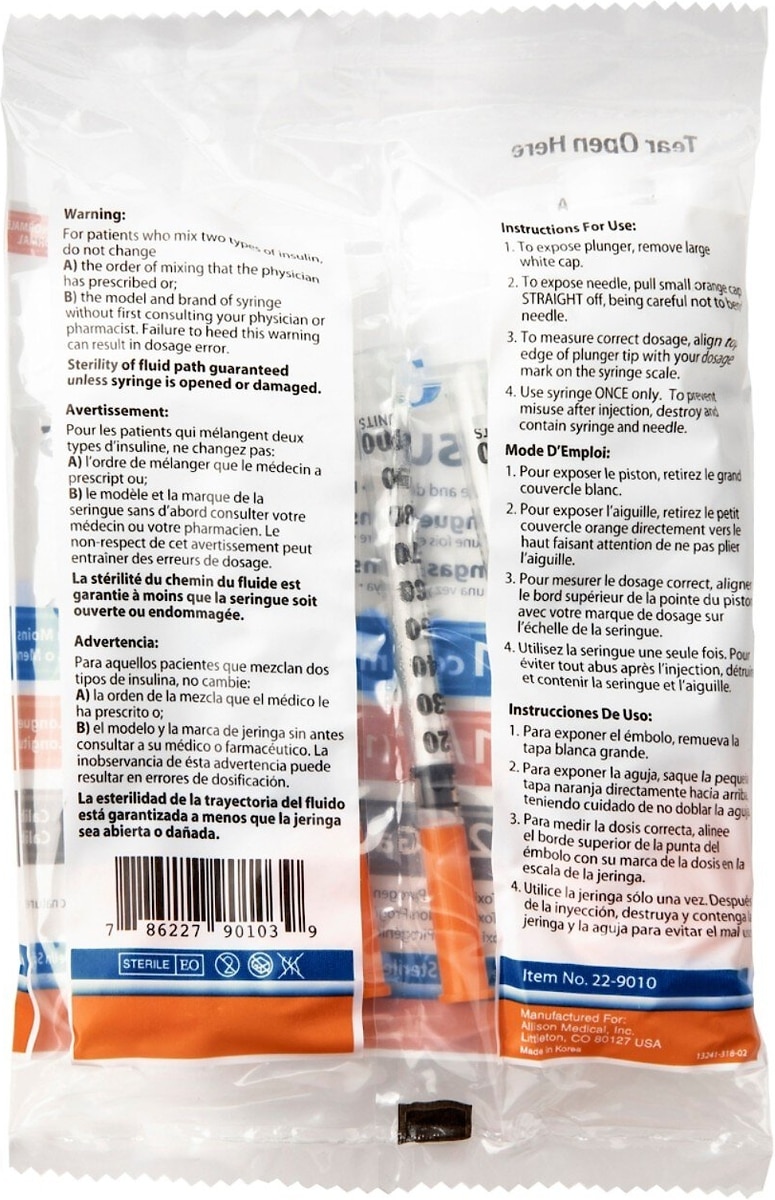 Tear Open Here
Warning:
For patients who mix two types of insulin,
do not change
A) the order of mixing that the physician
has prescribed or;
B) the model and brand of syringe
without first consulting your physician or
pharmacist. Failure to heed this warning
can result in dosage error.
Sterility of fluid path guaranteed
unless syringe is opened or damaged.
Avertissement:
Pour les patients qui mélangent deux
types d'insuline, ne changez pas:
A) l'ordre de mélanger que le médecin a
prescript ou;
B) le modèle et la marque de la
seringue sans d'abord consulter votre
médecin ou votre pharmacien. Le
non-respect de cet avertissement peut
entraîner des erreurs de dosage.
La stérilité du chemin du fluide est
garantie à moins que la seringue soit
ouverte ou endommagée.
Advertencia:
Para aquellos pacientes que mezclan dos
tipos de insulina, no cambie:
A) la orden de la mezcla que el médico le
ha prescrito o;
B) el modelo y la marca de jeringa sin antes
consultar a su médico o farmacéutico. La
inobservancia de ésta advertencia puede
resultar en errores de dosificación.
La esterilidad de la trayectoria del fluido
está garantizada a menos que la jeringa
sea abierta o dañada.
7 86227 90103 9
STERILE EO
UNITS
100
90
80
70
60
50
40
30
20
Instructions For Use:
1. To expose plunger, remove large
white cap.
2. To expose needle, pull small orange cap
STRAIGHT off, being careful not to
needle.
3. To measure correct dosage, align
edge of plunger tip with your dosage
mark on the syringe scale.
4. Use syringe ONCE only. To prevent
misuse after injection, destroy and
contain syringe and needle.
Mode D'Emploi:
1. Pour exposer le piston, retirez le grand
couvercle blanc.
2. Pour exposer l'aiguille, retirez le petit
couvercle orange directement vers le
haut faisant attention de ne pas plier
l'aiguille.
3. Pour mesurer le dosage correct, aligne
le bord supérieur de la pointe du
avec votre marque de dosage sur
l'échelle de la seringue.
4. Utilisez la seringue une seule fois. Pour
éviter tout abus après l'injection,
et contenir la seringue et l'aiguille.
Instrucciones De Uso:
1. Para exponer el émbolo, remueva la
tapa blanca grande.
2. Para exponer la aguja, saque la
tapa naranja directamente hacia arriba,
teniendo cuidado de no doblar la
3. Para medir la dosis correcta, alinee
el borde superior de la punta del
émbolo con su marca de la dosis en la
escala de la jeringa.
4. Utilice la jeringa sólo una vez. Después
de la inyección, destruya y contenga la
jeringa y la aguja para evitar el mal
Item No. 22-9010
Manufactured For:
Allison Medical, Inc.
Littleton, CO 80127 USA
Made in Korea
13241-318-02